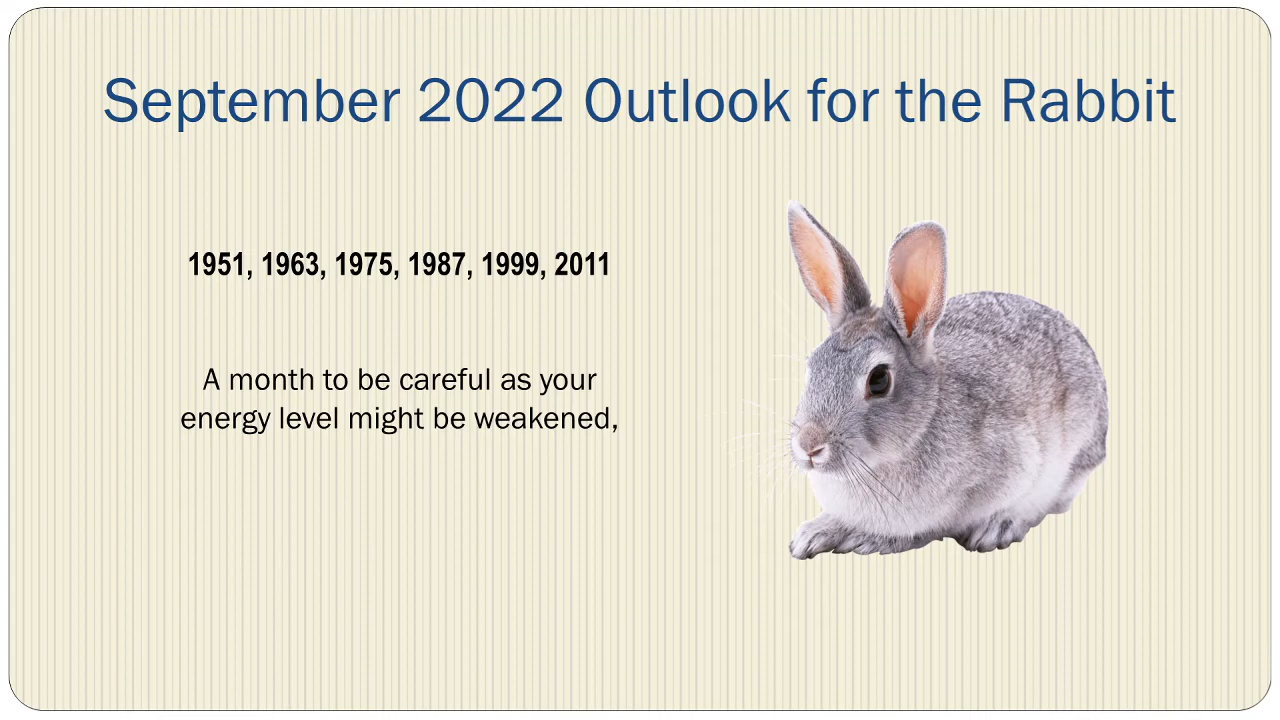 September 2022 Outlook for the Rabbit
1951, 1963, 1975, 1987, 1999, 2011
A month to be careful as your
energy level might be weakened,